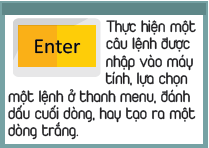 Enter
Thực hiện một
câu lệnh được
nhập vào máy
tính, lựa chọn
một lệnh ở thanh menu, đánh
dấu cuối dòng, hay tạo ra một
dòng trắng.